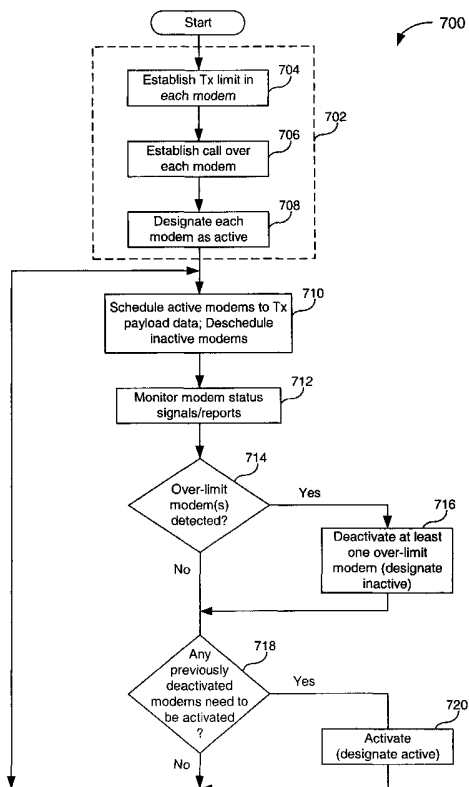 Start
700
Establish Tx limit in
each modem
704
702
Establish call over
each modem
706
Designate each
modem as active
708
Schedule active modems to Tx
payload data; Deschedule
inactive modems
710
Monitor modem status
signals/reports
712
714
Over-limit
modem(s)
detected?
Yes
No
716
Deactivate at least
one over-limit
modem (designate
inactive)
718
Any
previously
deactivated
modems need to
be activated
?
Yes
No
720
Activate
(designate active)